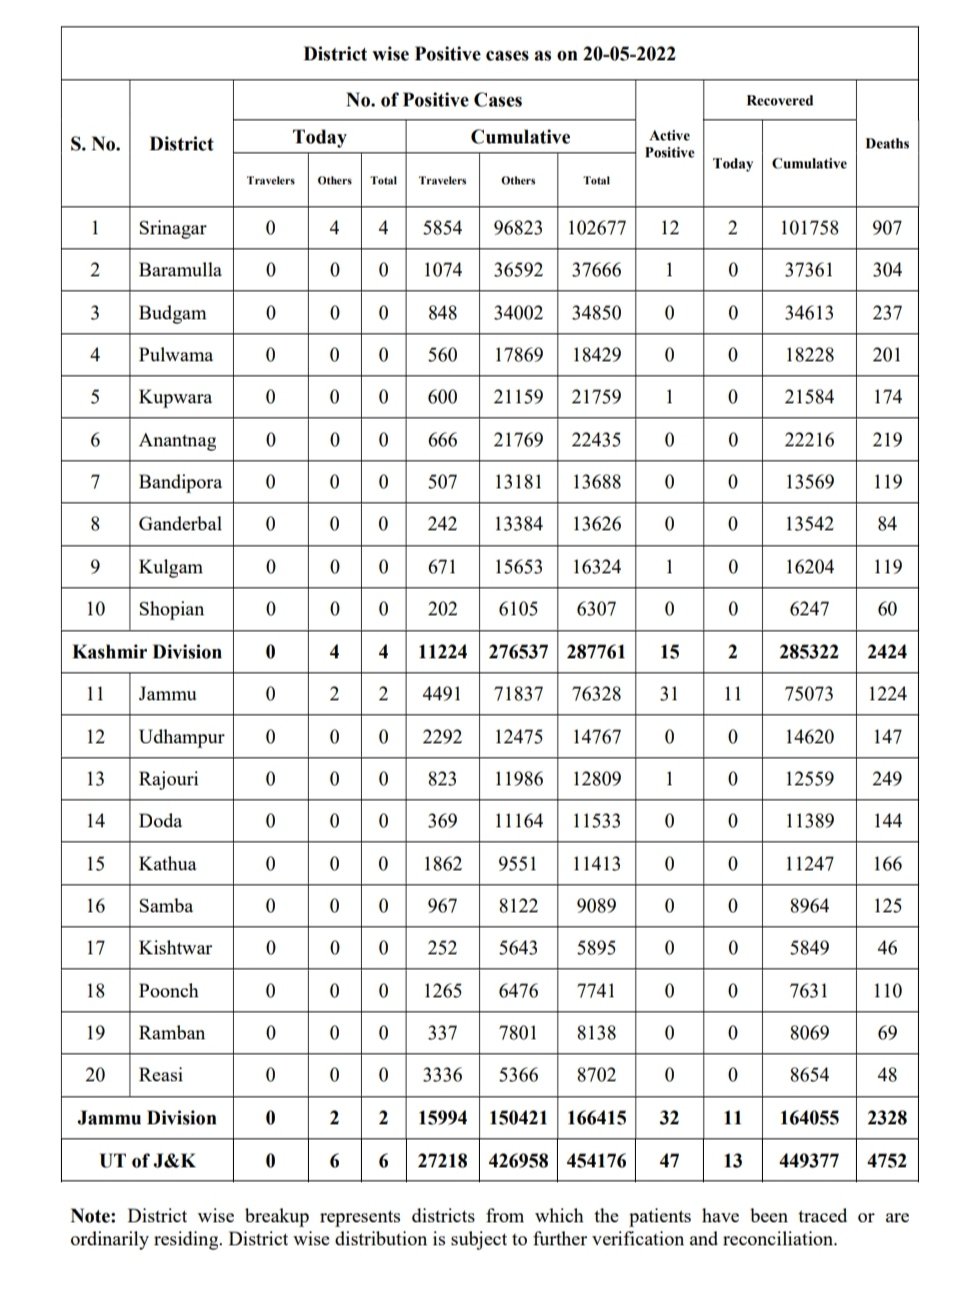 District wise Positive cases as on 20-05-2022
S. No. District No. of Positive Cases Active Positive Recovered Deaths
Today Cumulative Today Cumulative
Travelers Others Total Travelers Others Total
1 Srinagar 0 4 4 5854 96823 102677 12 2 101758 907
2 Baramulla 0 0 0 1074 36592 37666 1 0 37361 304
3 Budgam 0 0 0 848 34002 34850 0 0 34613 237
4 Pulwama 0 0 0 560 17869 18429 0 0 18228 201
5 Kupwara 0 0 0 600 21159 21759 1 0 21584 174
6 Anantnag 0 0 0 666 21769 22435 0 0 22216 219
7 Bandipora 0 0 0 507 13181 13688 0 0 13569 119
8 Ganderbal 0 0 0 242 13384 13626 0 0 13542 84
9 Kulgam 0 0 0 671 15653 16324 1 0 16204 119
10 Shopian 0 0 0 202 6105 6307 0 0 6247 60
Kashmir Division 0 4 4 11224 276537 287761 15 2 285322 2424
11 Jammu 0 2 2 4491 71837 76328 31 11 75073 1224
12 Udhampur 0 0 0 2292 12475 14767 0 0 14620 147
13 Rajouri 0 0 0 823 11986 12809 1 0 12559 249
14 Doda 0 0 0 369 11164 11533 0 0 11389 144
15 Kathua 0 0 0 1862 9551 11413 0 0 11247 166
16 Samba 0 0 0 967 8122 9089 0 0 8964 125
17 Kishtwar 0 0 0 252 5643 5895 0 0 5849 46
18 Poonch 0 0 0 1265 6476 7741 0 0 7631 110
19 Ramban 0 0 0 337 7801 8138 0 0 8069 69
20 Reasi 0 0 0 3336 5366 8702 0 0 8654 48
Jammu Division 0 2 2 15994 150421 166415 32 11 164055 2328
UT of J&K 0 6 6 27218 426958 454176 47 13 449377 4752
Note: District wise breakup represents districts from which the patients have been traced or are
ordinarily residing. District wise distribution is subject to further verification and reconciliation.